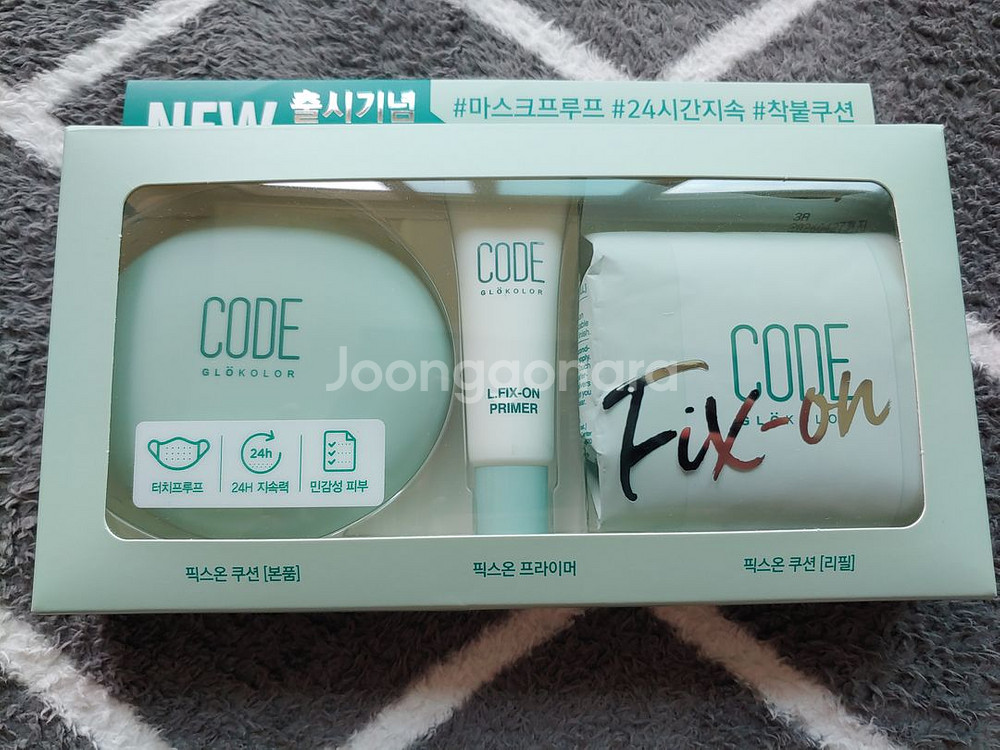 NEW 출시기념 #마스크프루프 #24시간지속 #착붙쿠션
CODE
GLÖKOLOR
24h
터치프루프 24H 지속력 민감성 피부
CODE
GLÖKOLOR
L.FIX-ON
PRIMER
3A
CODE
GLÖKOLO
Fix-on
Joonggonara
픽스온 쿠션 [본품] 픽스온 프라이머 픽스온 쿠션 [리필]